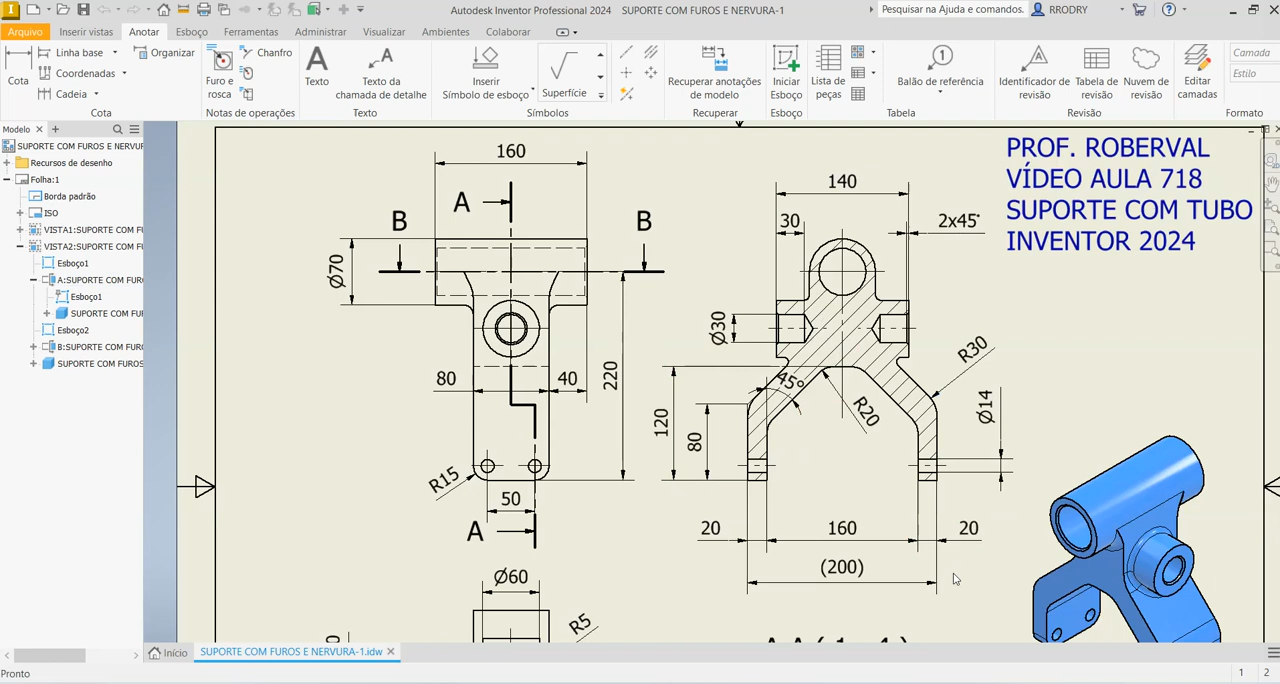 Autodesk Inventor Professional 2024 SUPORTE COM FUROS E NERVURA-1
Pesquisar na Ajuda e comandos.
RRODRY
Arquivo Inserir vistas Anotar Esboço Ferramentas Administrar Visualizar Ambientes Colaborar
Cota
Linha base
Coordenadas
Cadeia
Organizar
Furo e rosca
Chanfro
Texto
Texto da chamada de detalhe
Inserir Símbolo de esboço
Superfície
Recuperar anotações de modelo
Iniciar Esboço
Lista de peças
Balão de referência
Identificador de revisão
Tabela de revisão
Nuvem de revisão
Editar camadas
Camada
Estilo
Cota Notas de operações Texto Símbolos Recuperar Esboço Tabela Revisão Formato
Modelo
SUPORTE COM FUROS E NERVU
Recursos de desenho
Folha:1
Borda padrão
ISO
VISTA1:SUPORTE COM F
VISTA2:SUPORTE COM F
Esboço1
A:SUPORTE COM FUR
Esboço1
SUPORTE COM FU
Esboço2
B:SUPORTE COM FUR
SUPORTE COM FUROS
PROF. ROBERVAL
VÍDEO AULA 718
SUPORTE COM TUBO
INVENTOR 2024
160
A
B
B
Ø70
80
40
220
R15
50
A
Ø60
R5
140
30
2x45°
Ø30
R30
45°
R20
Ø14
120
80
20
160
20
(200)
Início
SUPORTE COM FUROS E NERVURA-1.idw
Pronto
1 2